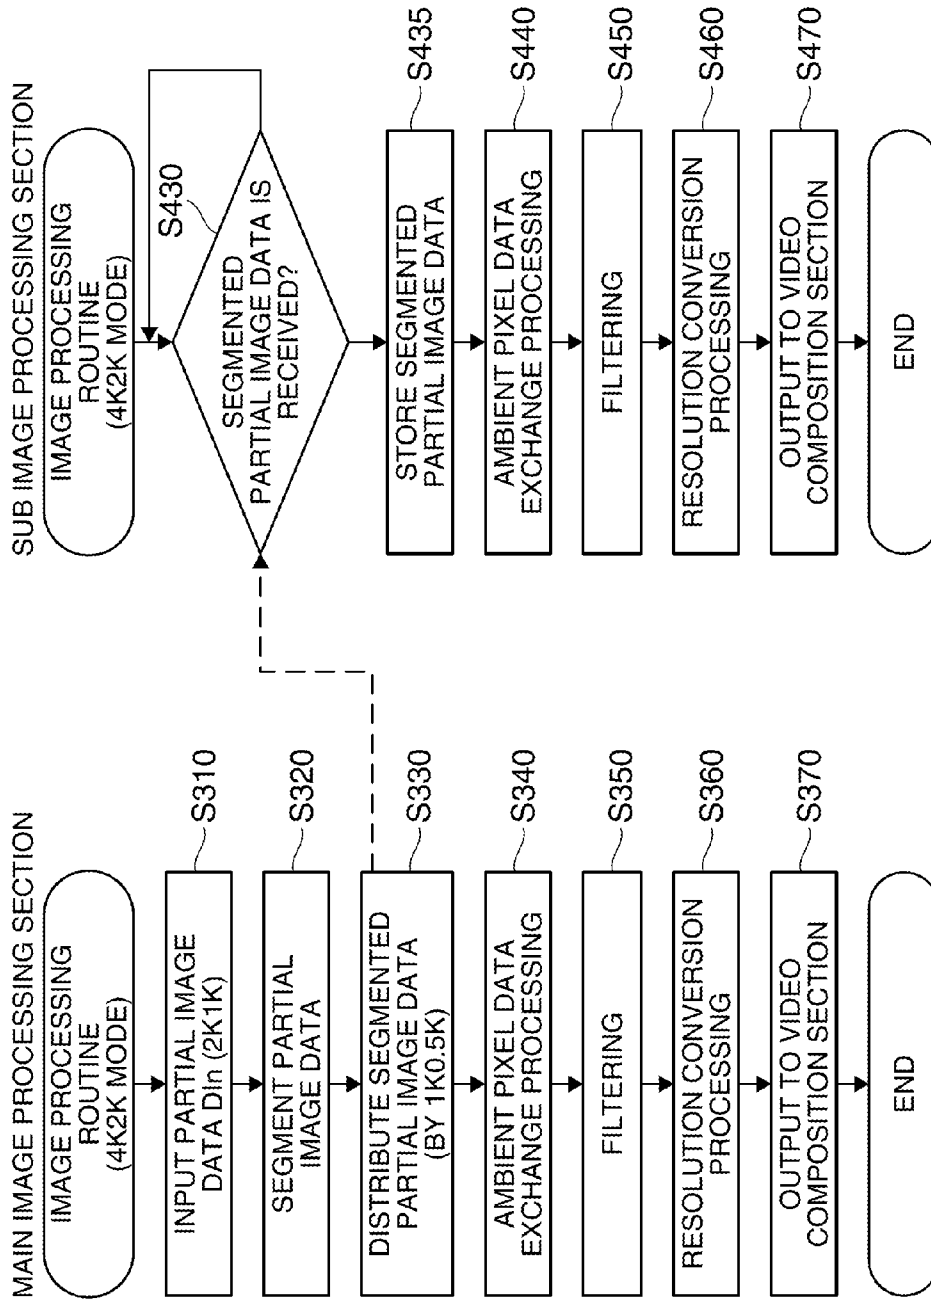 MAIN IMAGE PROCESSING SECTION
IMAGE PROCESSING
ROUTINE
(4K2K MODE)
INPUT PARTIAL IMAGE
DATA DIn (2K1K)
S310
SEGMENT PARTIAL
IMAGE DATA
S320
DISTRIBUTE SEGMENTED
PARTIAL IMAGE DATA
(BY 1K0.5K)
S330
AMBIENT PIXEL DATA
EXCHANGE PROCESSING
S340
FILTERING
S350
RESOLUTION CONVERSION
PROCESSING
S360
OUTPUT TO VIDEO
COMPOSITION SECTION
S370
END
SUB IMAGE PROCESSING SECTION
IMAGE PROCESSING
ROUTINE
(4K2K MODE)
S430
SEGMENTED
PARTIAL IMAGE DATA IS
RECEIVED?
STORE SEGMENTED
PARTIAL IMAGE DATA
S435
AMBIENT PIXEL DATA
EXCHANGE PROCESSING
S440
FILTERING
S450
RESOLUTION CONVERSION
PROCESSING
S460
OUTPUT TO VIDEO
COMPOSITION SECTION
S470
END